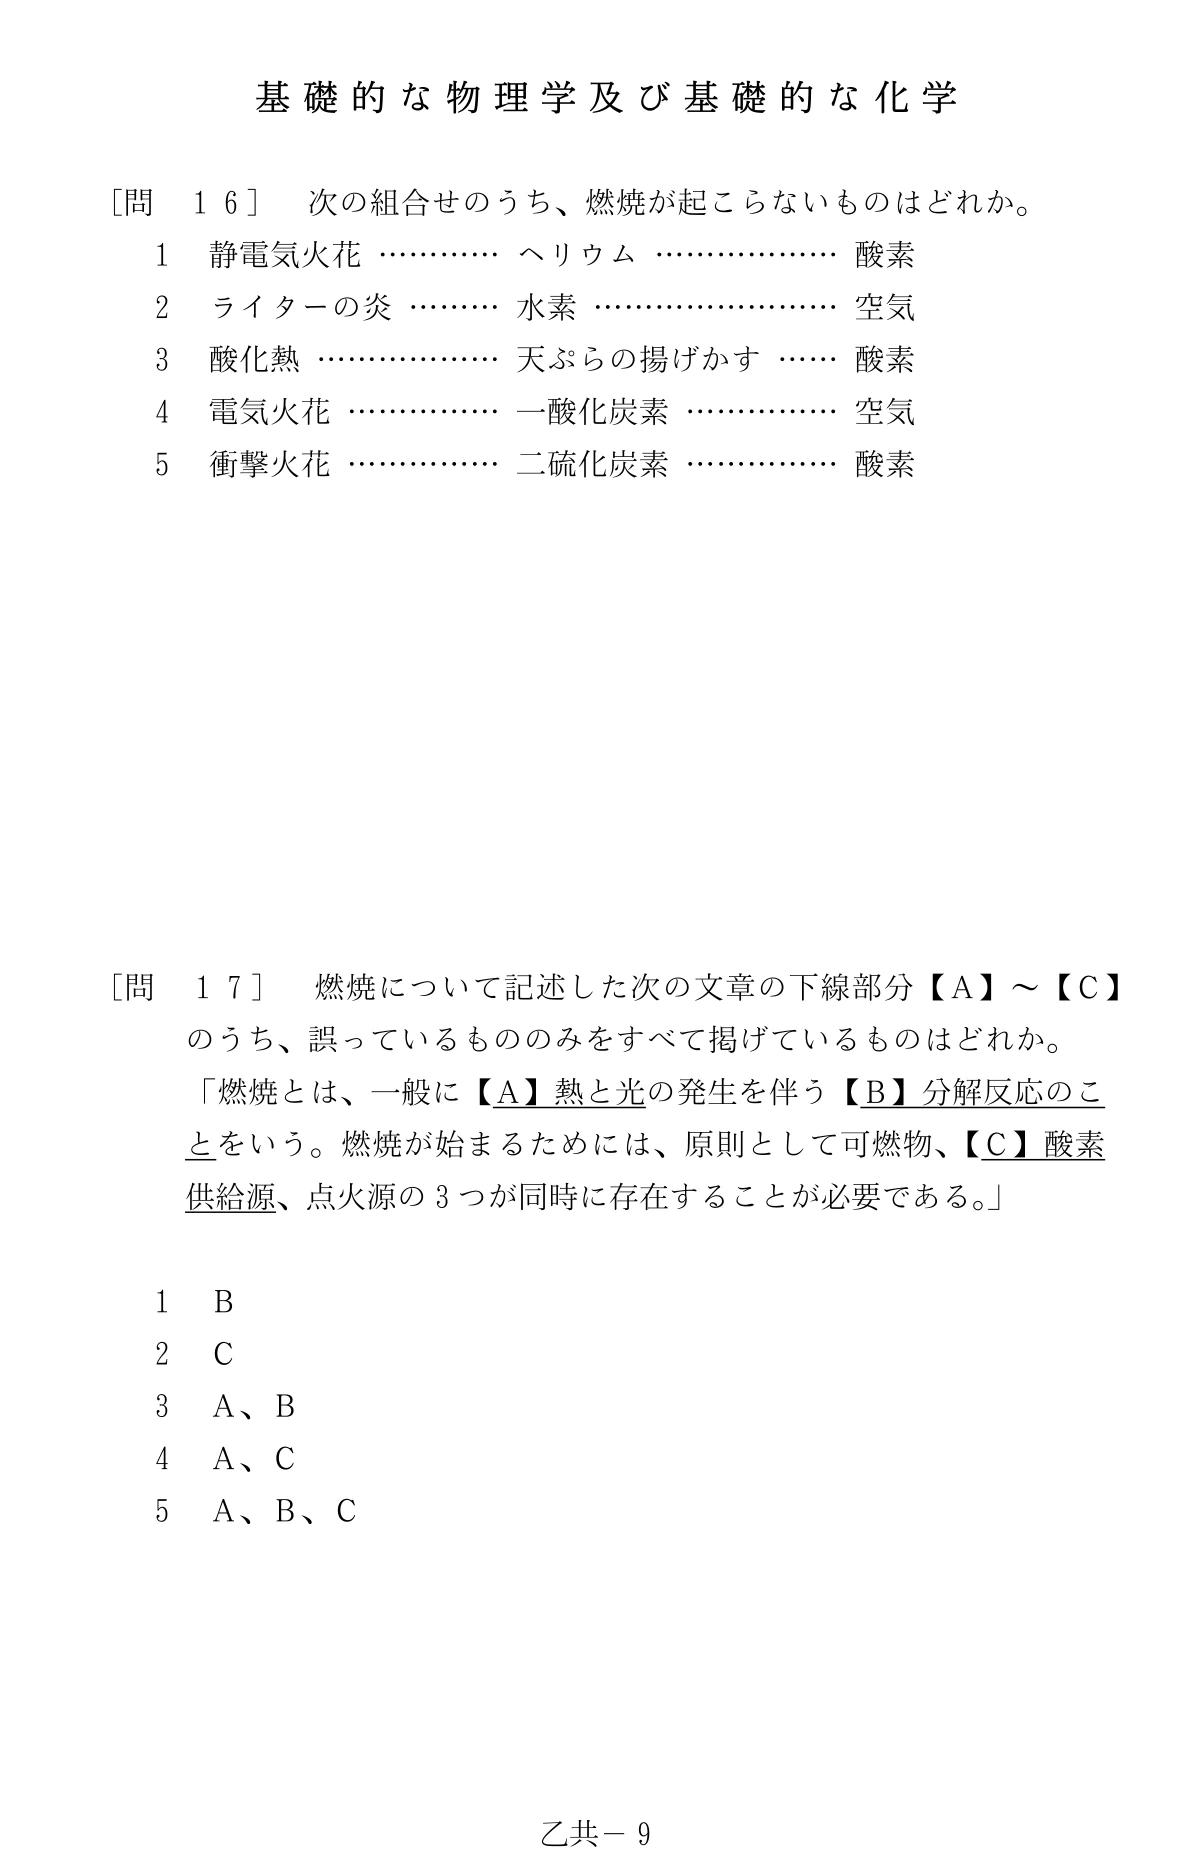 基礎的な物理学及び基礎的な化学
［問　１６］　次の組合せのうち、燃焼が起こらないものはどれか。
1　静電気火花 ………… ヘリウム ……………… 酸素
2　ライターの炎 ……… 水素 …………………… 空気
3　酸化熱 ……………… 天ぷらの揚げかす …… 酸素
4　電気火花 …………… 一酸化炭素 …………… 空気
5　衝撃火花 …………… 二硫化炭素 …………… 酸素
［問　１７］　燃焼について記述した次の文章の下線部分【Ａ】～【Ｃ】
のうち、誤っているもののみをすべて掲げているものはどれか。
「燃焼とは、一般に【Ａ】熱と光の発生を伴う【Ｂ】分解反応のこ
とをいう。燃焼が始まるためには、原則として可燃物、【Ｃ】酸素
供給源、点火源の3つが同時に存在することが必要である。」
1　Ｂ
2　Ｃ
3　Ａ、Ｂ
4　Ａ、Ｃ
5　Ａ、Ｂ、Ｃ
乙共－9